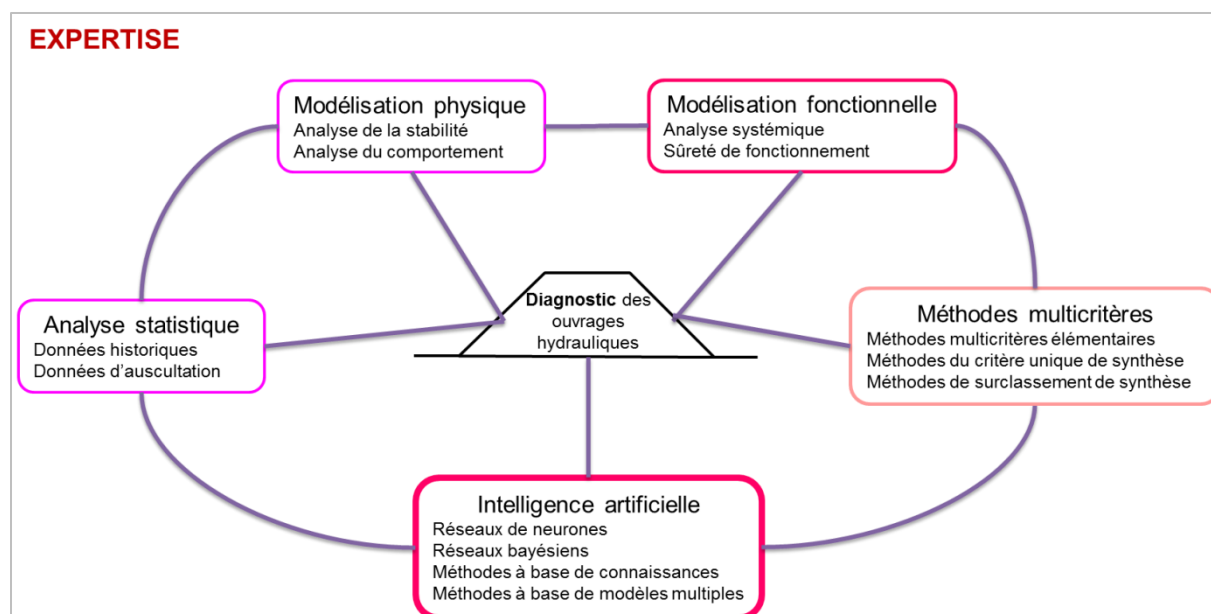 EXPERTISE
Modélisation physique
Analyse de la stabilité
Analyse du comportement
Modélisation fonctionnelle
Analyse systémique
Sûreté de fonctionnement
Diagnostic des
ouvrages
hydrauliques
Analyse statistique
Données historiques
Données d'auscultation
Méthodes multicritères
Méthodes multicritères élémentaires
Méthodes du critère unique de synthèse
Méthodes de surclassement de synthèse
Intelligence artificielle
Réseaux de neurones
Réseaux bayésiens
Méthodes à base de connaissances
Méthodes à base de modèles multiples